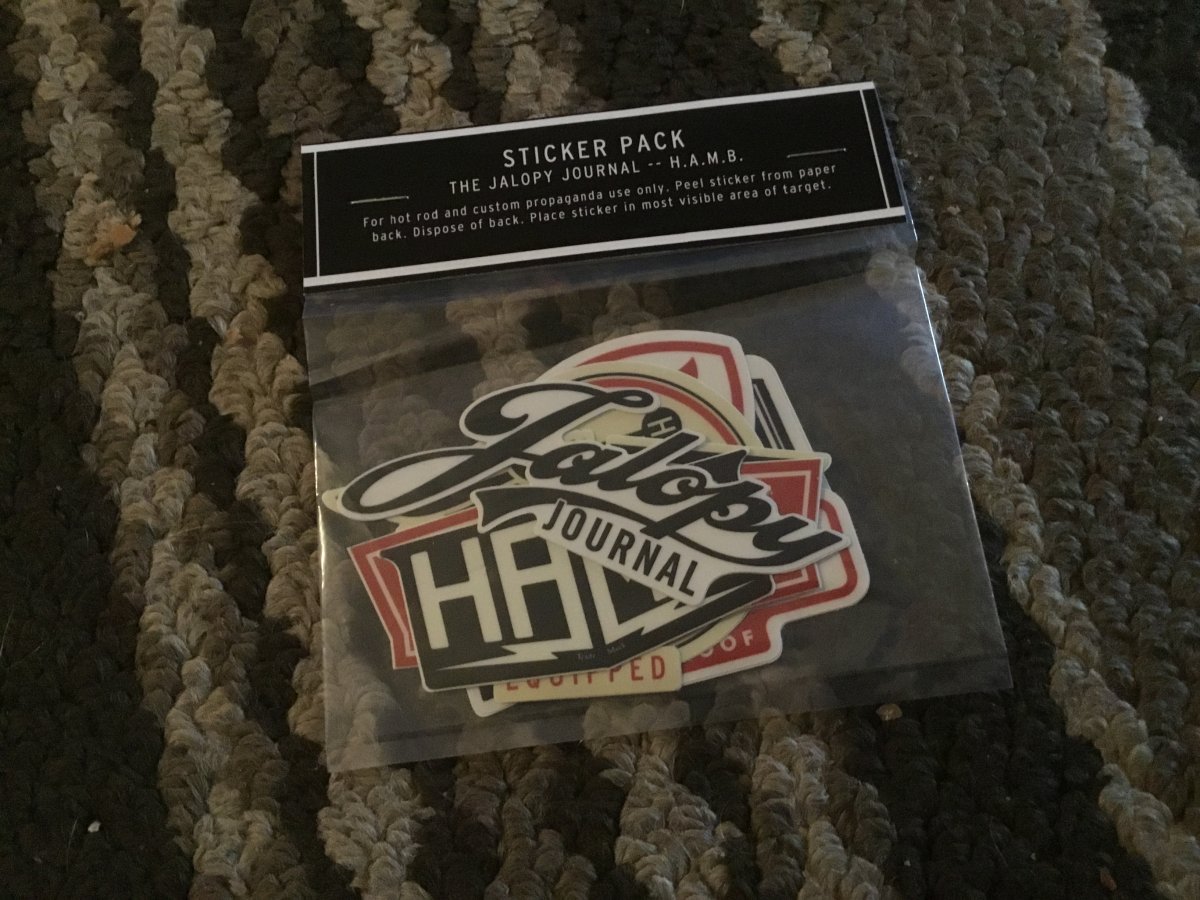 STICKER PACK
THE JALOPY JOURNAL -- H.A.M.B.
For hot rod and custom propaganda use only. Peel sticker from paper
back. Dispose of back. Place sticker in most visible area of target.
Jalopy
JOURNAL
HA
EQUIPPED
OOF